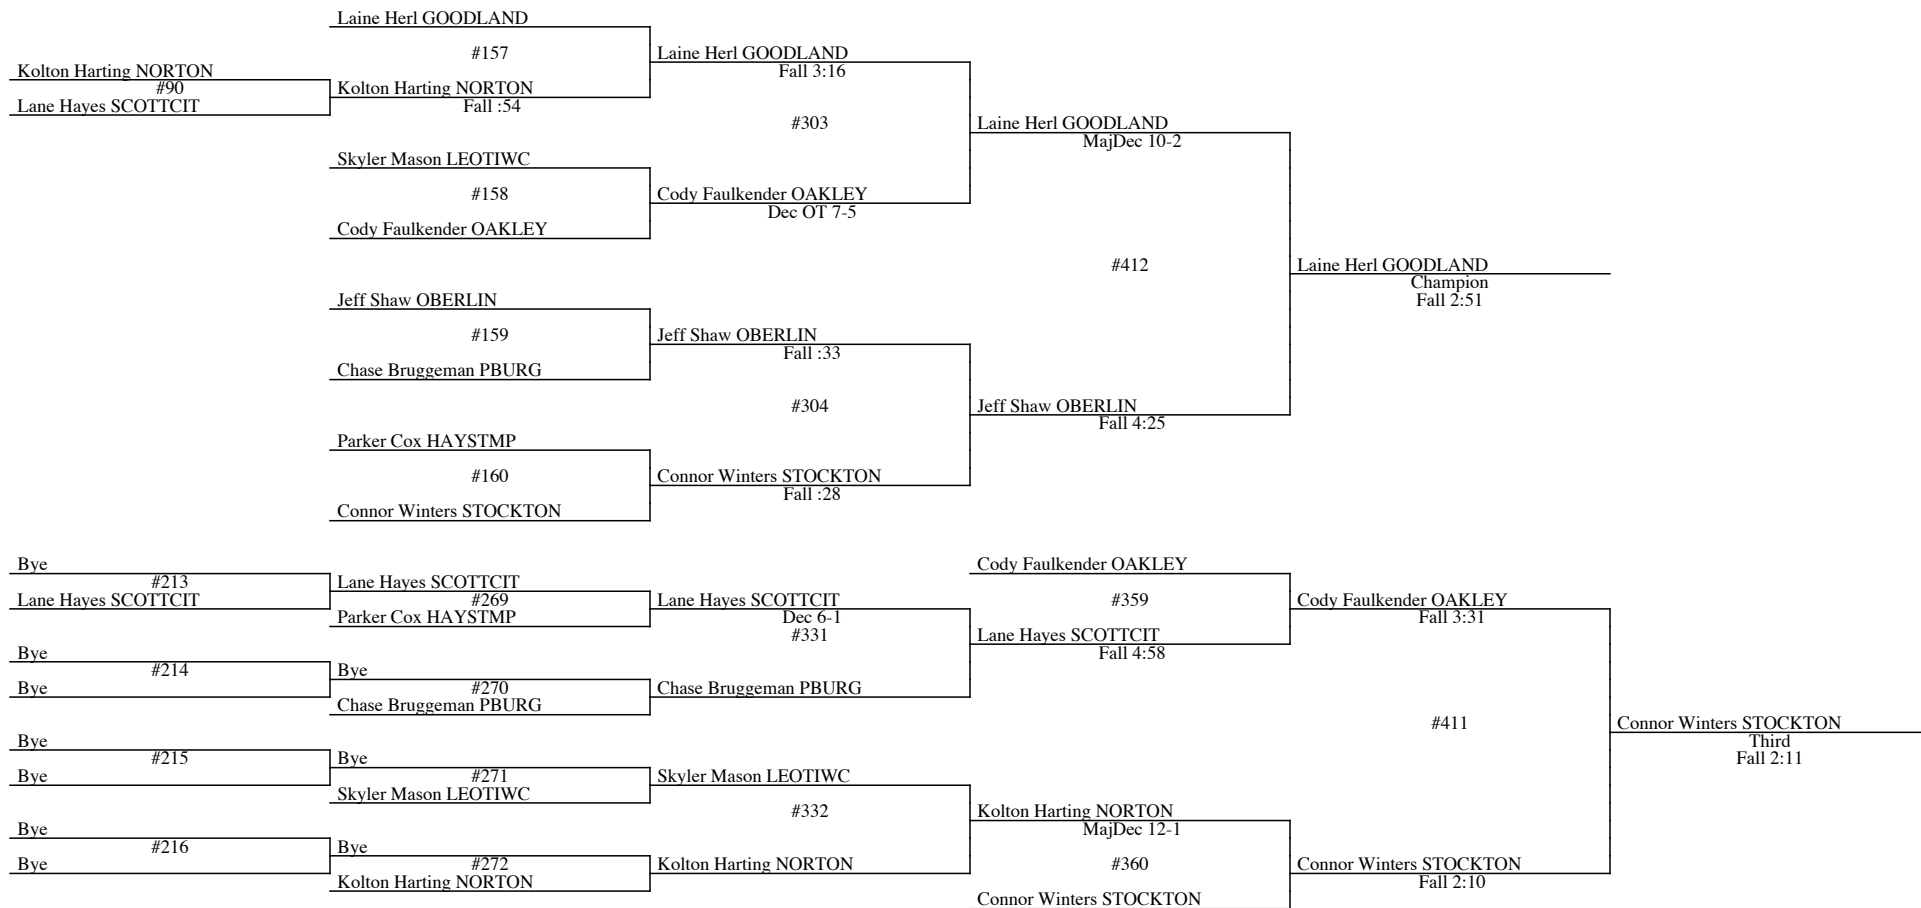 Laine Herl GOODLAND
#157
Laine Herl GOODLAND
Fall 3:16
Kolton Harting NORTON
#90
Lane Hayes SCOTTCIT
Kolton Harting NORTON
Fall :54
#303
Laine Herl GOODLAND
MajDec 10-2
Skyler Mason LEOTIWC
#158
Cody Faulkender OAKLEY
Dec OT 7-5
Cody Faulkender OAKLEY
#412
Laine Herl GOODLAND
Champion
Fall 2:51
Jeff Shaw OBERLIN
#159
Jeff Shaw OBERLIN
Fall :33
Chase Bruggeman PBURG
#304
Jeff Shaw OBERLIN
Fall 4:25
Parker Cox HAYSTMP
#160
Connor Winters STOCKTON
Fall :28
Connor Winters STOCKTON
Bye
#213
Lane Hayes SCOTTCIT
Lane Hayes SCOTTCIT
#269
Parker Cox HAYSTMP
Lane Hayes SCOTTCIT
Dec 6-1
#331
Cody Faulkender OAKLEY
#359
Lane Hayes SCOTTCIT
Fall 4:58
Cody Faulkender OAKLEY
Fall 3:31
Bye
#214
Bye
Bye
#270
Chase Bruggeman PBURG
Chase Bruggeman PBURG
#411
Connor Winters STOCKTON
Third
Fall 2:11
Bye
#215
Bye
Bye
#271
Skyler Mason LEOTIWC
Skyler Mason LEOTIWC
#332
Kolton Harting NORTON
MajDec 12-1
#360
Connor Winters STOCKTON
Bye
#216
Bye
Bye
#272
Kolton Harting NORTON
Kolton Harting NORTON
Connor Winters STOCKTON
Fall 2:10